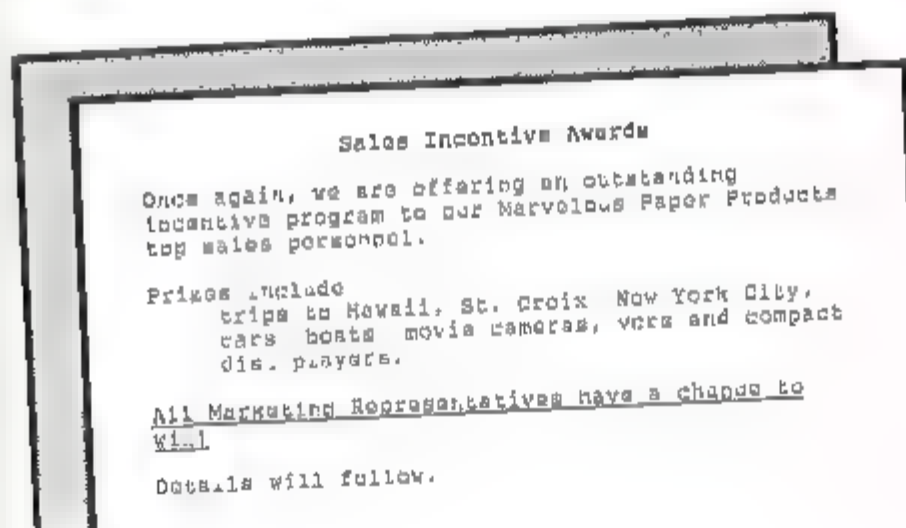 Sales Incentive Awards
Once again, we are offering an outstanding
incentive program to our Marvelous Paper Products
top sales personnel.
Prizes include
trips to Hawaii, St. Croix New York City,
cars boats movie cameras, vcrs and compact
disc players.
All Marketing Representatives have a chance to
win!
Details will follow.